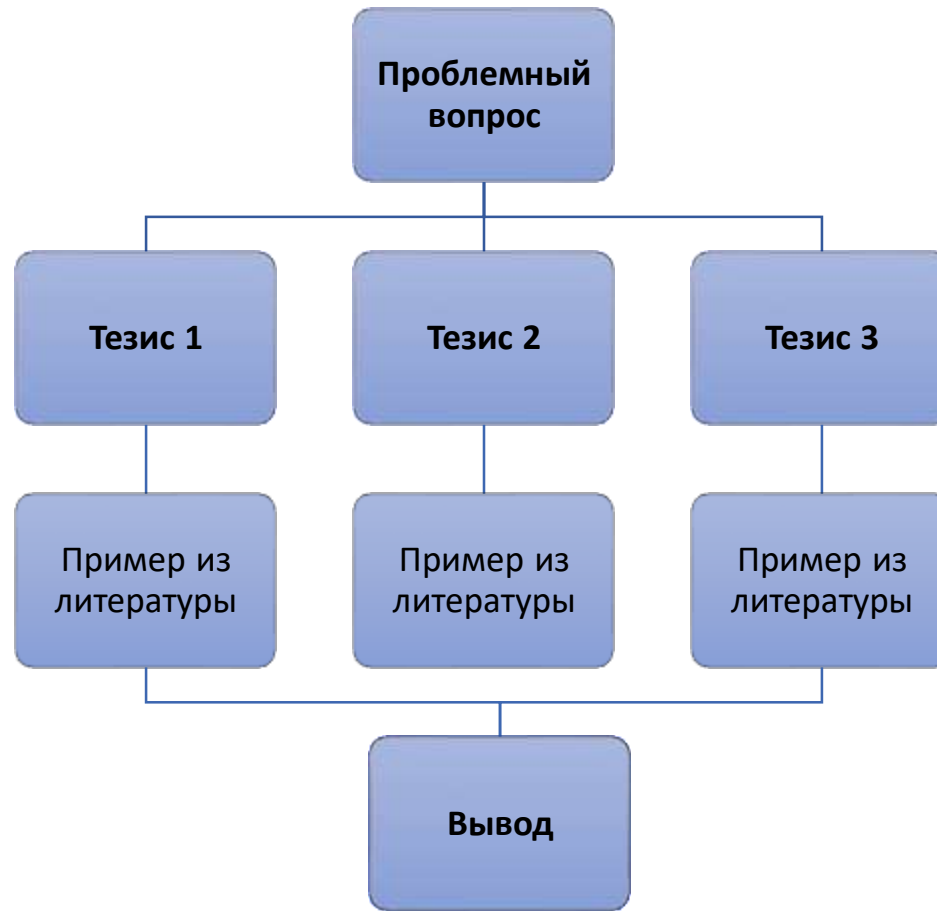 Проблемный
вопрос
Тезис 1
Тезис 2
Тезис 3
Пример из
литературы
Пример из
литературы
Пример из
литературы
Вывод